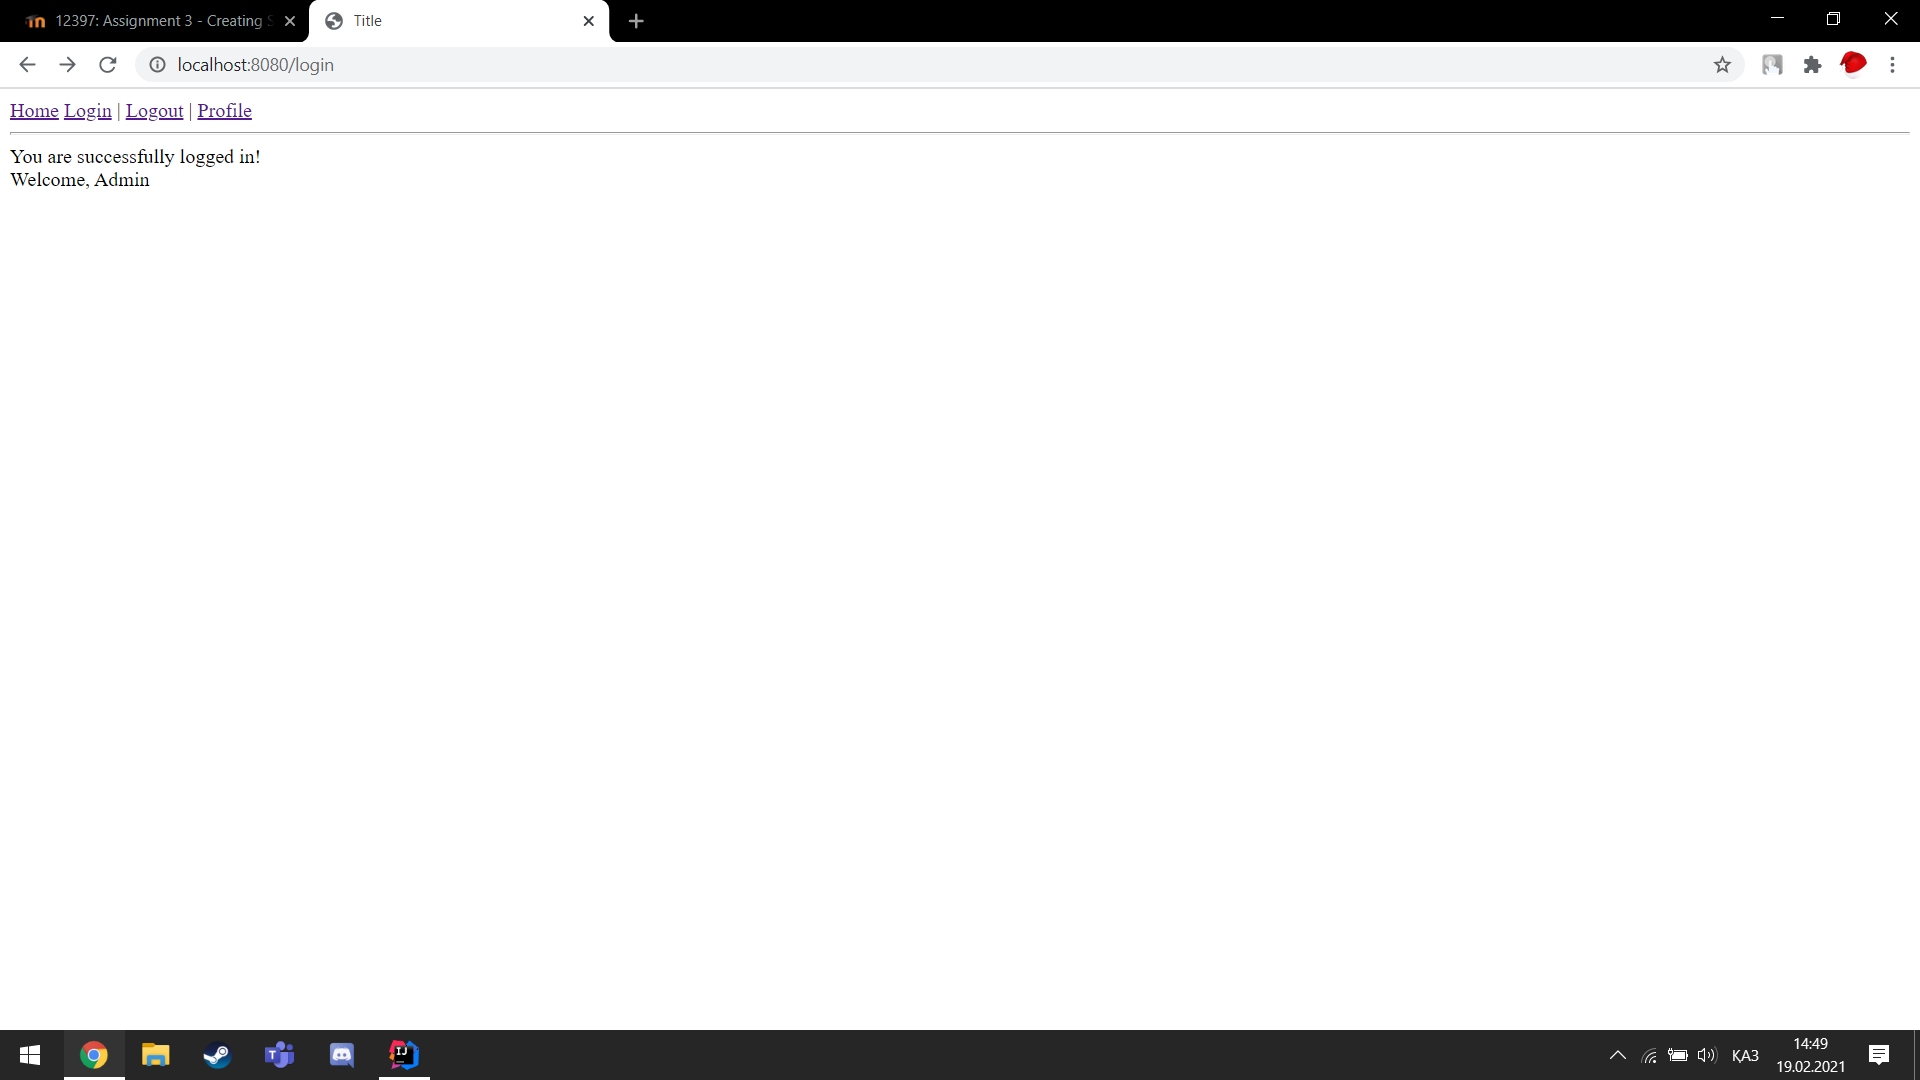 12397: Assignment 3 - Creating S
Title
localhost:8080/login
Home Login | Logout | Profile
You are successfully logged in!
Welcome, Admin
ҚАЗ
14:49
19.02.2021